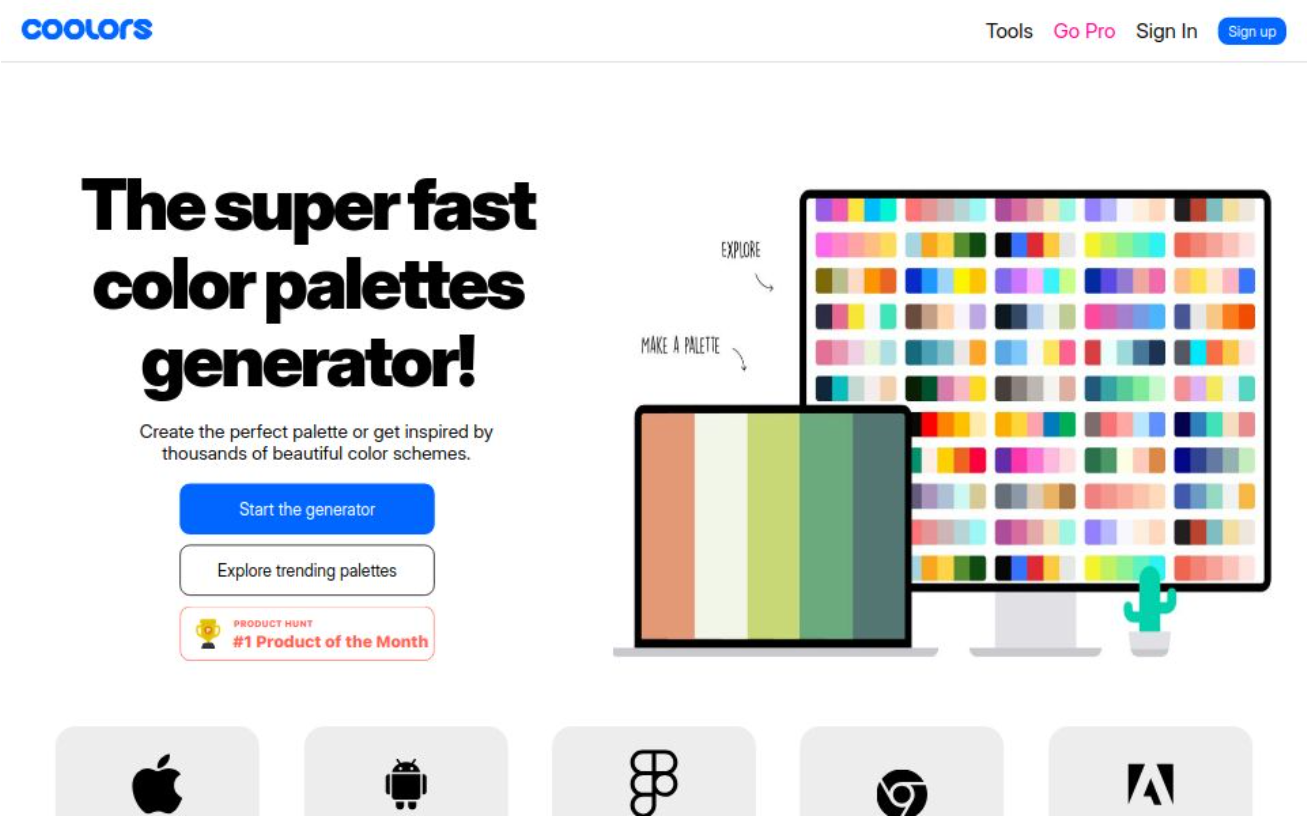 coolors
Tools Go Pro Sign In Sign up
The super fast
color palettes
generator!
Create the perfect palette or get inspired by
thousands of beautiful color schemes.
Start the generator
Explore trending palettes
PRODUCT HUNT
#1 Product of the Month
EXPLORE
MAKE A PALETTE